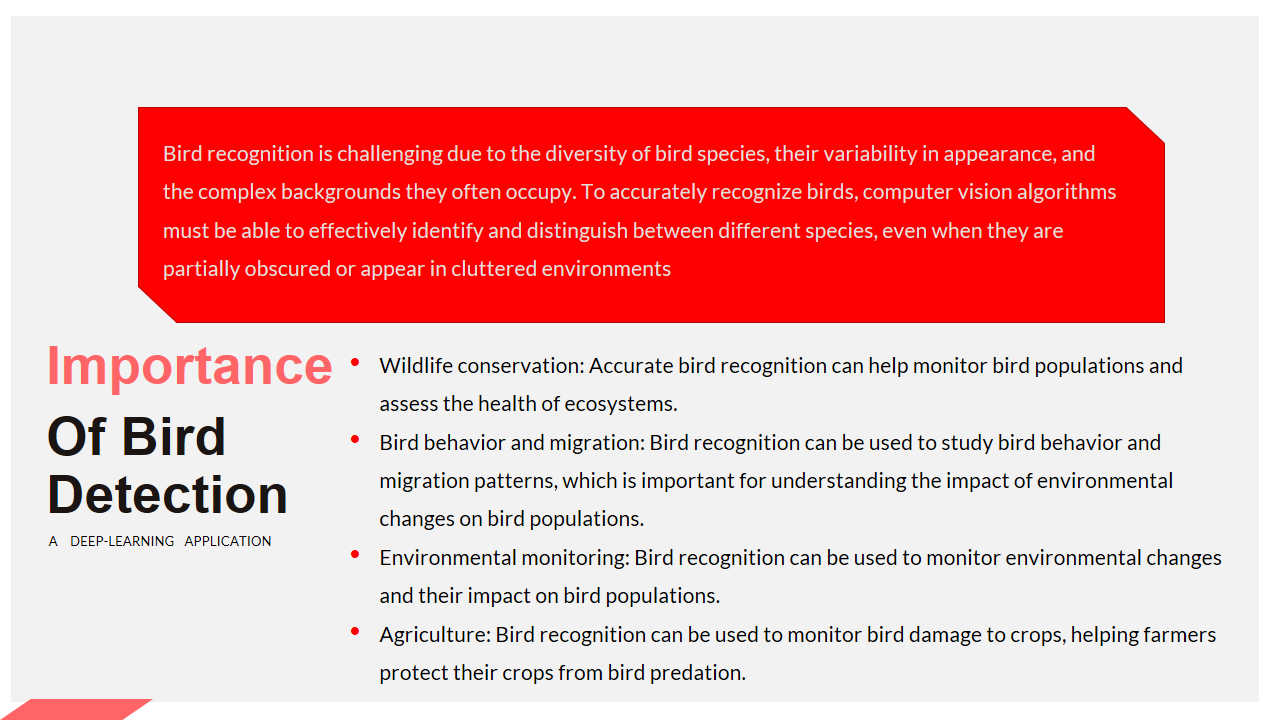 Bird recognition is challenging due to the diversity of bird species, their variability in appearance, and
the complex backgrounds they often occupy. To accurately recognize birds, computer vision algorithms
must be able to effectively identify and distinguish between different species, even when they are
partially obscured or appear in cluttered environments
Importance
Of Bird
Detection
A DEEP-LEARNING APPLICATION
• Wildlife conservation: Accurate bird recognition can help monitor bird populations and
assess the health of ecosystems.
• Bird behavior and migration: Bird recognition can be used to study bird behavior and
migration patterns, which is important for understanding the impact of environmental
changes on bird populations.
• Environmental monitoring: Bird recognition can be used to monitor environmental changes
and their impact on bird populations.
• Agriculture: Bird recognition can be used to monitor bird damage to crops, helping farmers
protect their crops from bird predation.